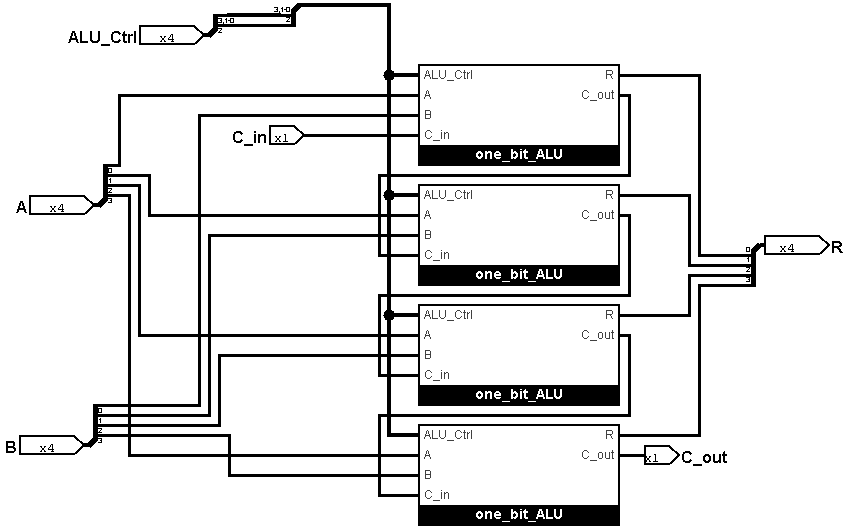 3,1-0
3,1-0
2
2
ALU_Ctrl
x4
ALU_Ctrl
R
A
C_out
B
C_in
x1
C_in
one_bit_ALU
0
1
2
3
A
x4
ALU_Ctrl
R
A
C_out
B
C_in
one_bit_ALU
0
1
2
3
x4
R
ALU_Ctrl
R
A
C_out
B
C_in
one_bit_ALU
0
1
2
3
B
x4
ALU_Ctrl
R
A
C_out
x1
C_out
B
C_in
one_bit_ALU